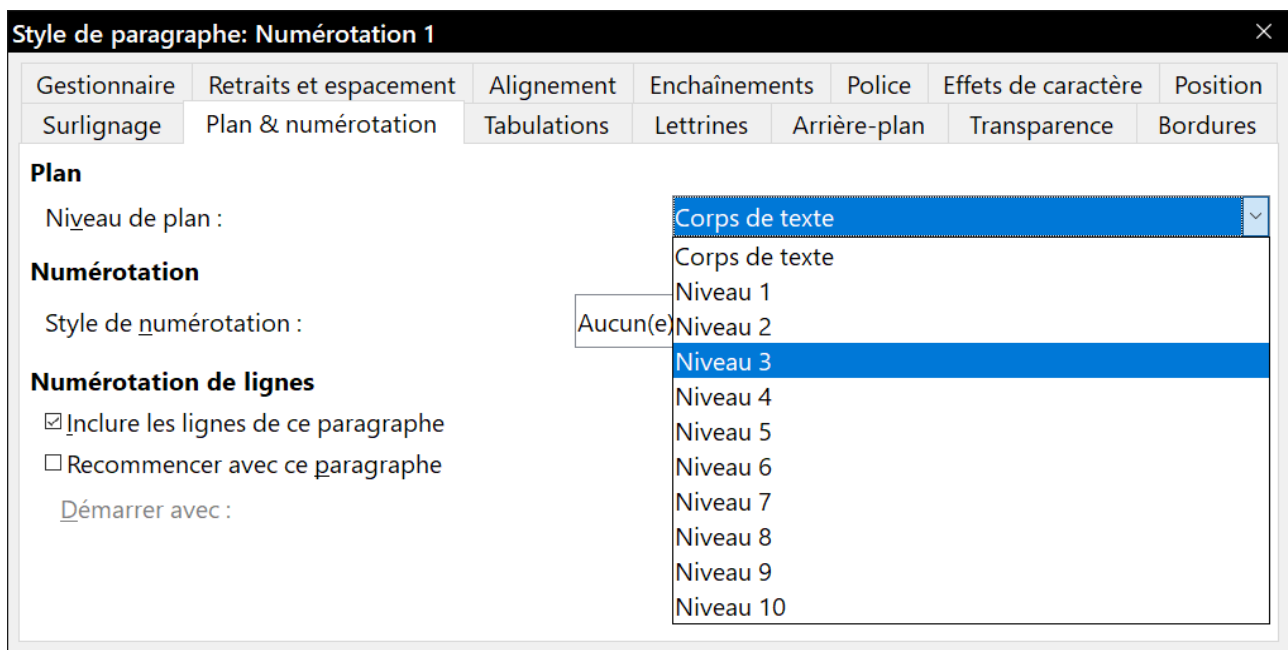 Style de paragraphe: Numérotation 1
Gestionnaire Retraits et espacement Alignement Enchaînements Police Effets de caractère Position
Surlignage Plan & numérotation Tabulations Lettrines Arrière-plan Transparence Bordures
Plan
Niveau de plan : Corps de texte
Corps de texte
Numérotation
Niveau 1
Style de numérotation : Aucun(e) Niveau 2
Niveau 3
Numérotation de lignes
Niveau 4
Inclure les lignes de ce paragraphe
Niveau 5
Recommencer avec ce paragraphe
Niveau 6
Niveau 7
Démarrer avec :
Niveau 8
Niveau 9
Niveau 10